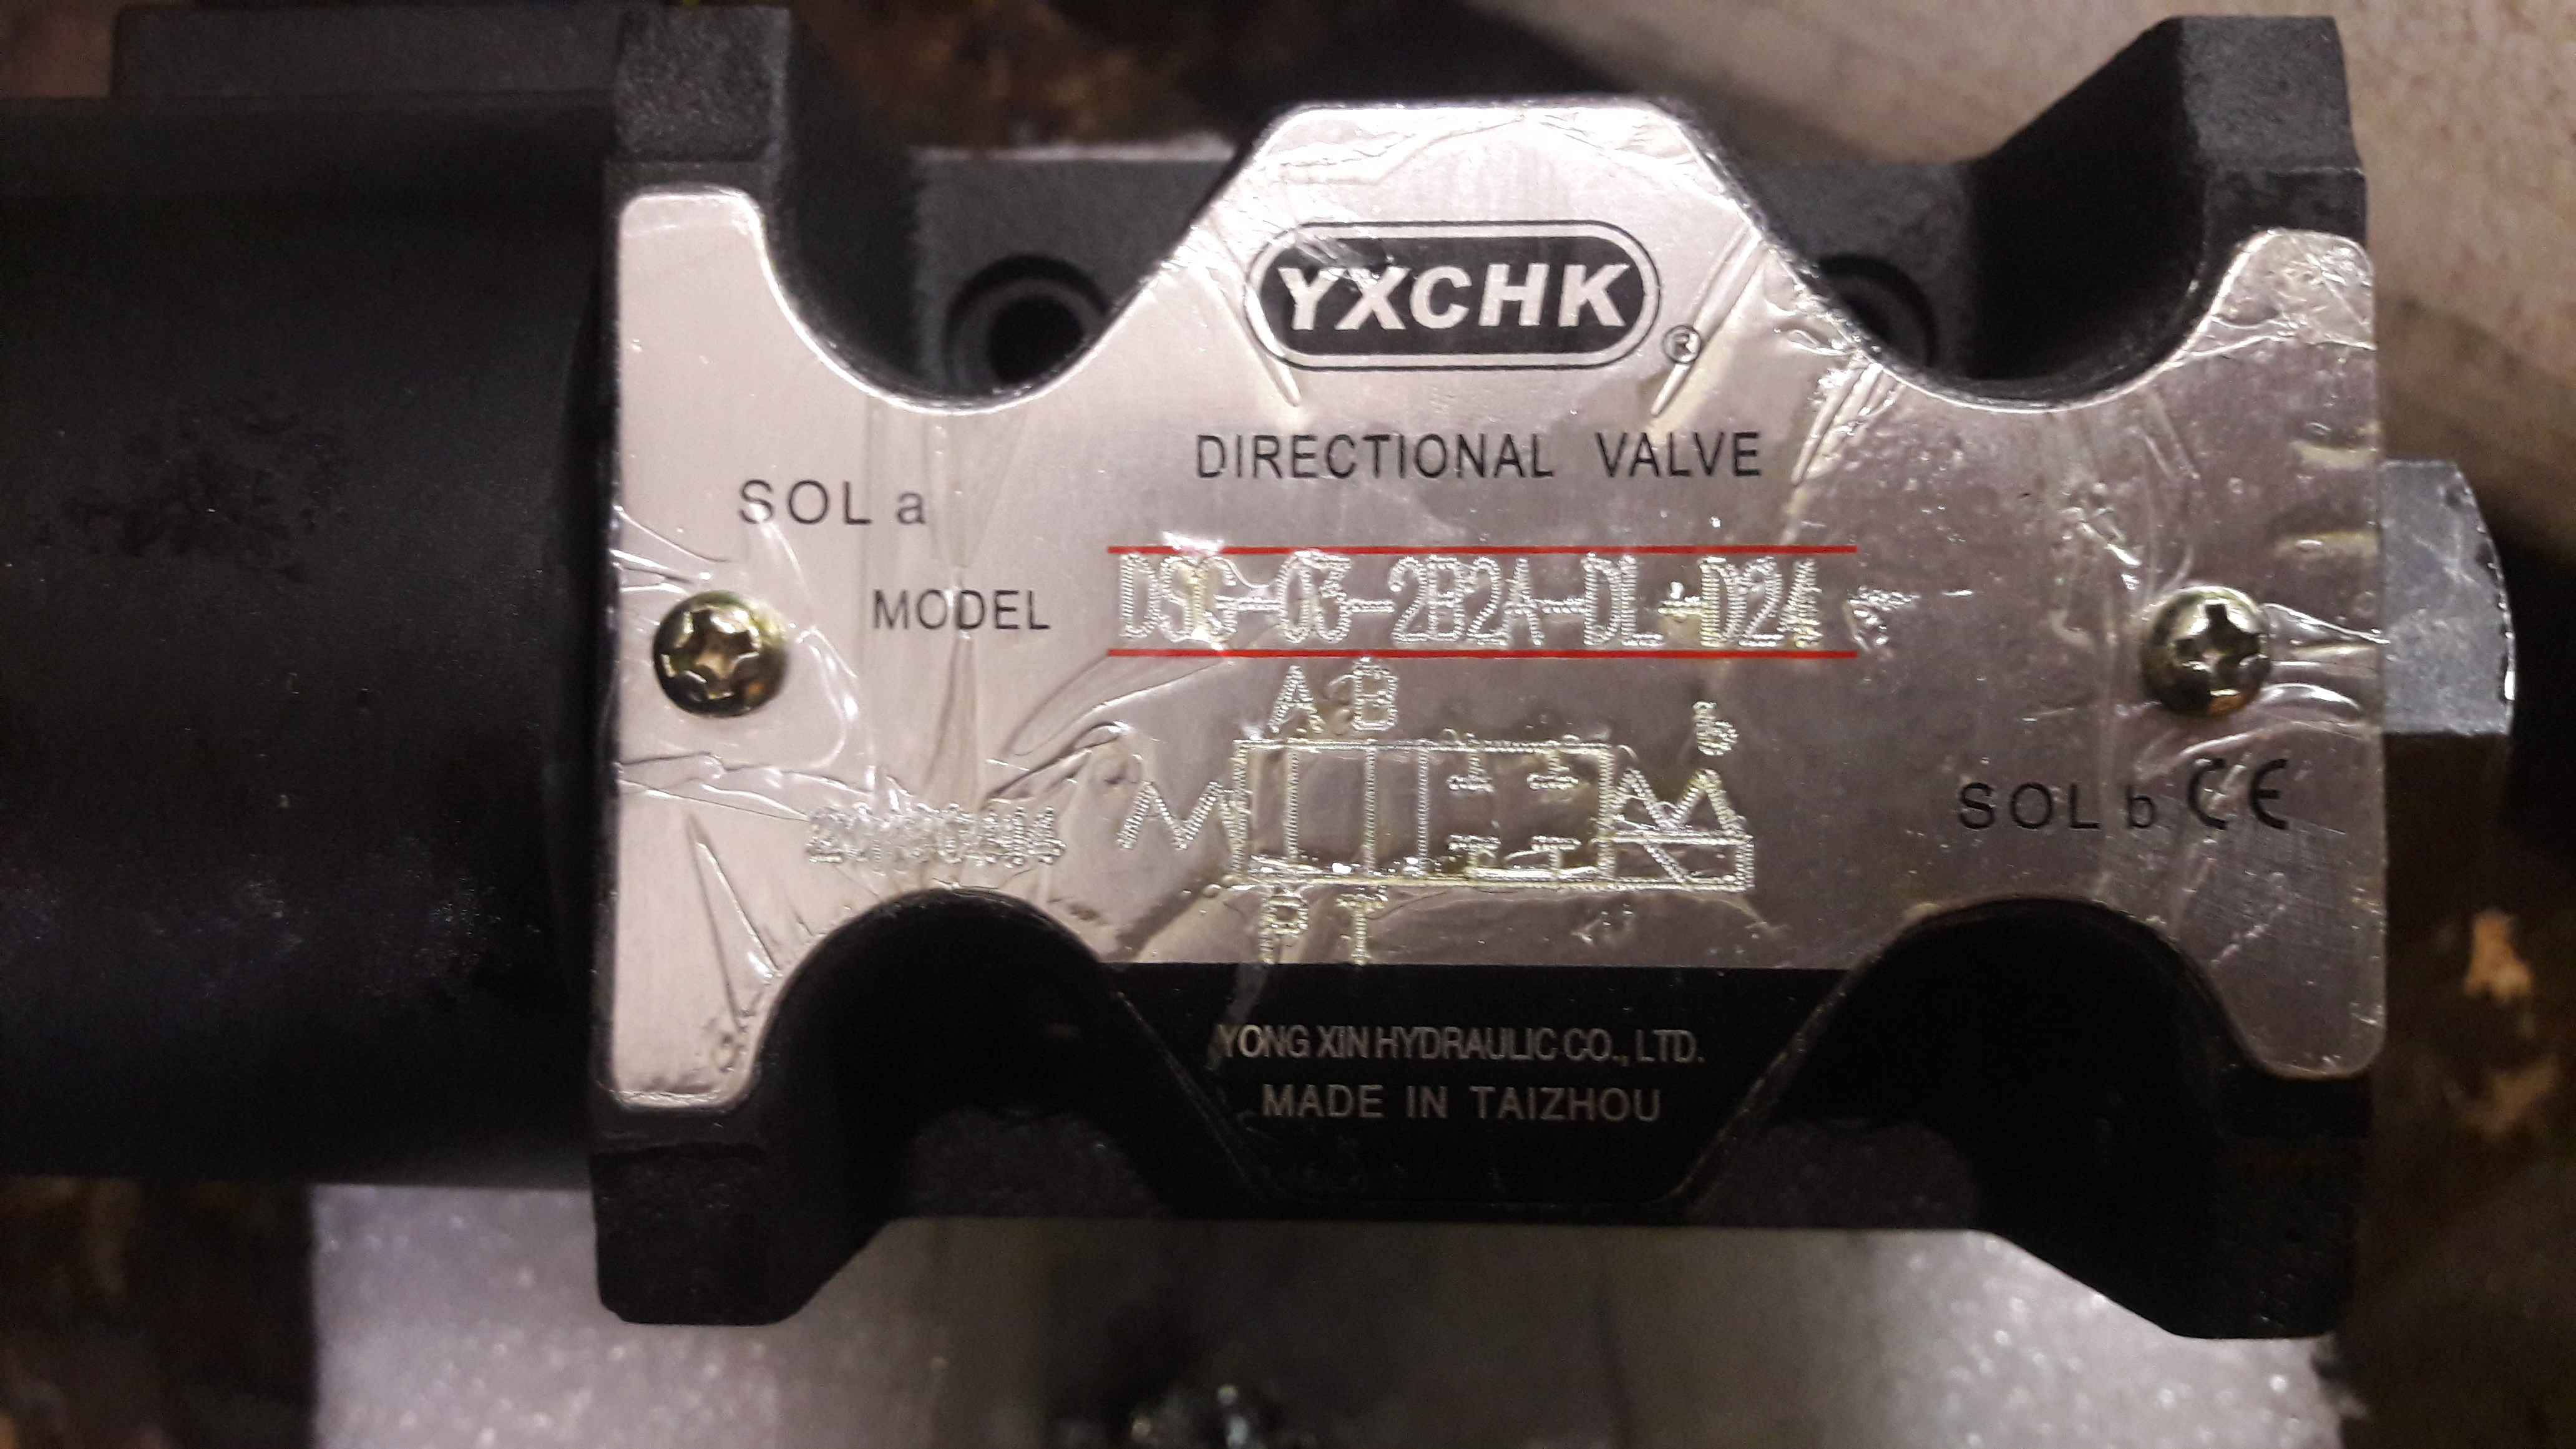 YXCHK ®
DIRECTIONAL VALVE
SOL a
MODEL DSG-03-2B2A-DL-D24
A B
b
P T
SOL b CE
YONG XIN HYDRAULIC CO., LTD.
MADE IN TAIZHOU